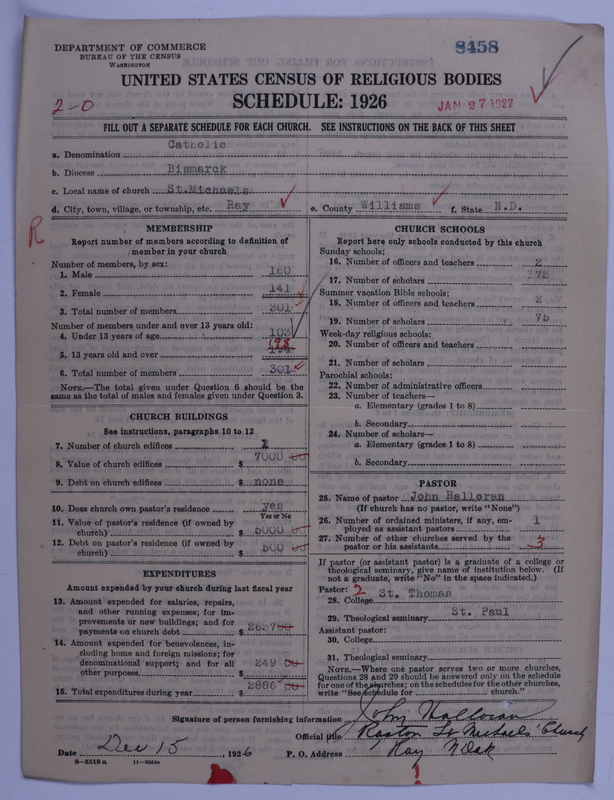 DEPARTMENT OF COMMERCE
BUREAU OF THE CENSUS
WASHINGTON
8458
UNITED STATES CENSUS OF RELIGIOUS BODIES
SCHEDULE: 1926
2-0
JAN 27 1927
FILL OUT A SEPARATE SCHEDULE FOR EACH CHURCH. SEE INSTRUCTIONS ON THE BACK OF THIS SHEET
a. Denomination Catholic
b. Diocese Bismarck
c. Local name of church St.Michaels
d. City, town, village, or township, etc. Ray e. County Williams f. State N.D.
R
MEMBERSHIP
Report number of members according to definition of member in your church
Number of members, by sex:
1. Male 160
2. Female 141
3. Total number of members 301
Number of members under and over 13 years old:
4. Under 13 years of age 103
198
5. 13 years old and over
6. Total number of members 301
NOTE.—The total given under Question 6 should be the same as the total of males and females given under Question 3.
CHURCH BUILDINGS
See instructions, paragraphs 10 to 12
7. Number of church edifices 1
8. Value of church edifices $ 7000 00
9. Debt on church edifices $ none
10. Does church own pastor's residence yes
Yes or No
11. Value of pastor's residence (if owned by church) $ 5000
12. Debt on pastor's residence (if owned by church) $ 500 00
EXPENDITURES
Amount expended by your church during last fiscal year
13. Amount expended for salaries, repairs, and other running expenses; for improvements or new buildings; and for payments on church debt $ 2637 00
14. Amount expended for benevolences, including home and foreign missions; for denominational support; and for all other purposes $ 249 00
15. Total expenditures during year $ 2886 00
CHURCH SCHOOLS
Report here only schools conducted by this church
Sunday schools:
16. Number of officers and teachers 2
17. Number of scholars 175
Summer vacation Bible schools:
18. Number of officers and teachers 2
19. Number of scholars 75
Week-day religious schools:
20. Number of officers and teachers
21. Number of scholars
Parochial schools:
22. Number of administrative officers
23. Number of teachers—
a. Elementary (grades 1 to 8)
b. Secondary
24. Number of scholars—
a. Elementary (grades 1 to 8)
b. Secondary
PASTOR
25. Name of pastor John Halloran
(If church has no pastor, write "None")
26. Number of ordained ministers, if any, employed as assistant pastors 1
27. Number of other churches served by the pastor or his assistants 3
If pastor (or assistant pastor) is a graduate of a college or theological seminary, give name of institution below. (If not a graduate, write "No" in the space indicated.)
Pastor: 2
28. College St. Thomas
29. Theological seminary St. Paul
Assistant pastor:
30. College
31. Theological seminary
NOTE.—Where one pastor serves two or more churches, Questions 28 and 29 should be answered only on the schedule for one of the churches; on the schedules for the other churches, write "See schedule for church."
Signature of person furnishing information John Halloran
Official title Pastor St Michaels' Church
Date Dec 15, 1926 P. O. Address Ray N Dak
8—5518 a